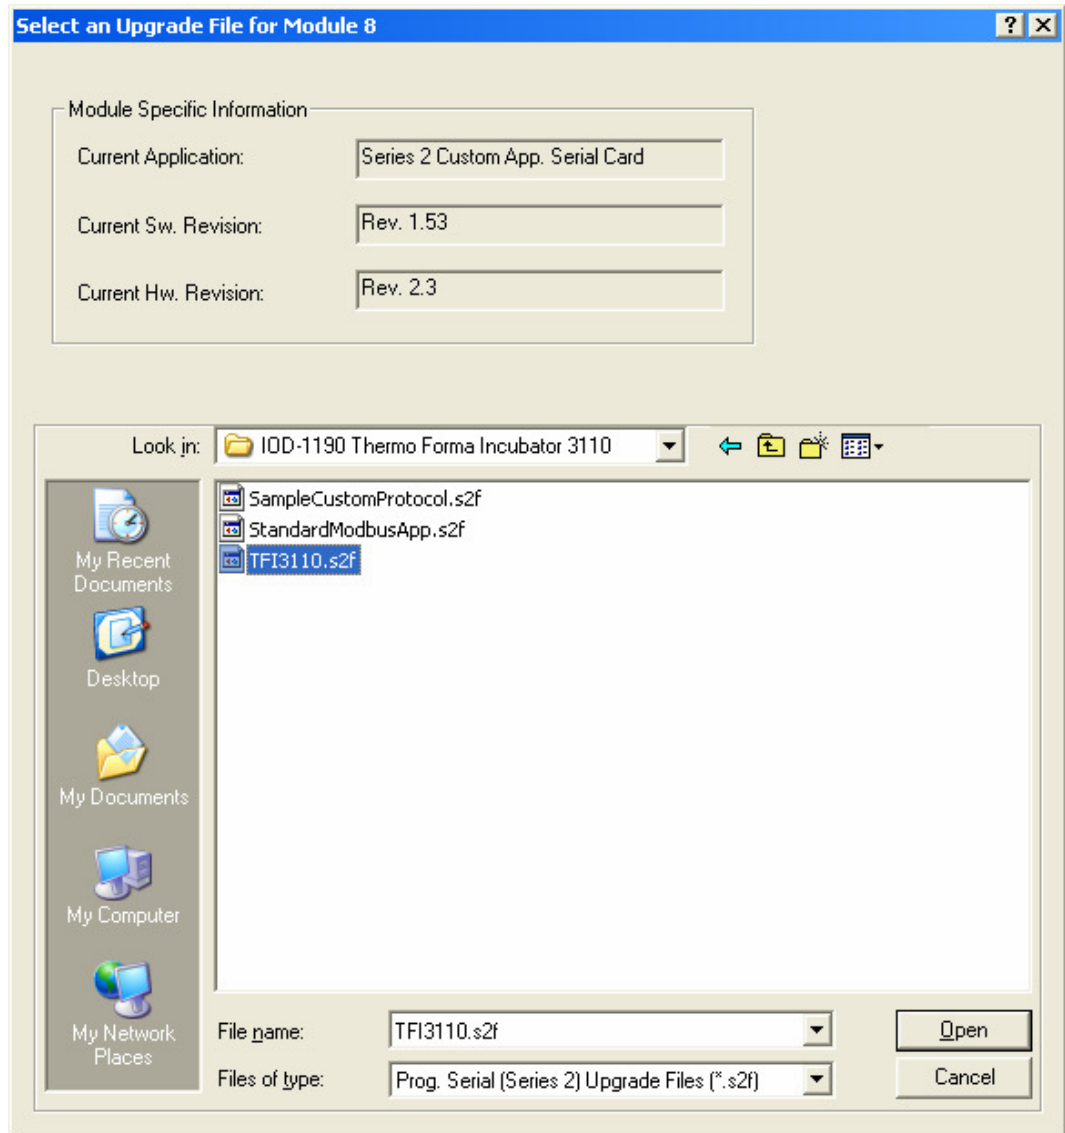 Select an Upgrade File for Module 8
Module Specific Information
Current Application: Series 2 Custom App. Serial Card
Current Sw. Revision: Rev. 1.53
Current Hw. Revision: Rev. 2.3
Look in: IOD-1190 Thermo Forma Incubator 3110
SampleCustomProtocol.s2f
StandardModbusApp.s2f
TFI3110.s2f
My Recent
Documents
Desktop
My Documents
My Computer
My Network
Places
File name: TFI3110.s2f Open
Files of type: Prog. Serial (Series 2) Upgrade Files (*.s2f) Cancel